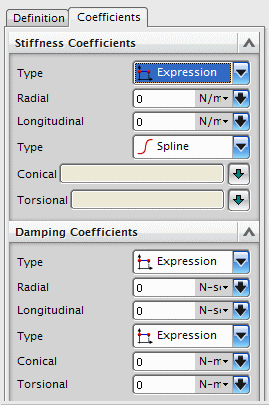 Definition Coefficients
Stiffness Coefficients
Type Expression
Radial 0 N/m
Longitudinal 0 N/m
Type Spline
Conical
Torsional
Damping Coefficients
Type Expression
Radial 0 N-s
Longitudinal 0 N-s
Type Expression
Conical 0 N-m
Torsional 0 N-m